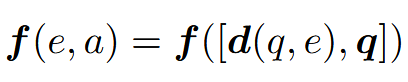 f(e, a) = f([d(q, e), q])